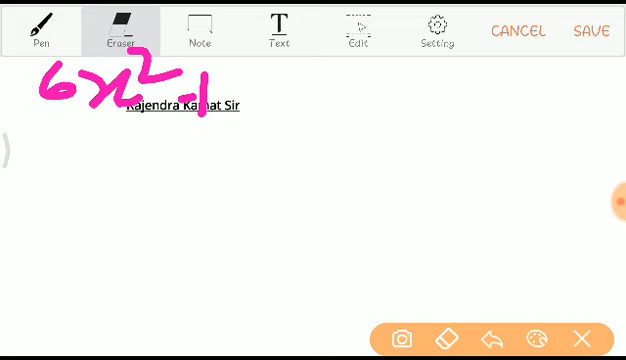 Pen Eraser Note Text Edit Setting CANCEL SAVE
6x²-1
Rajendra Kamat Sir